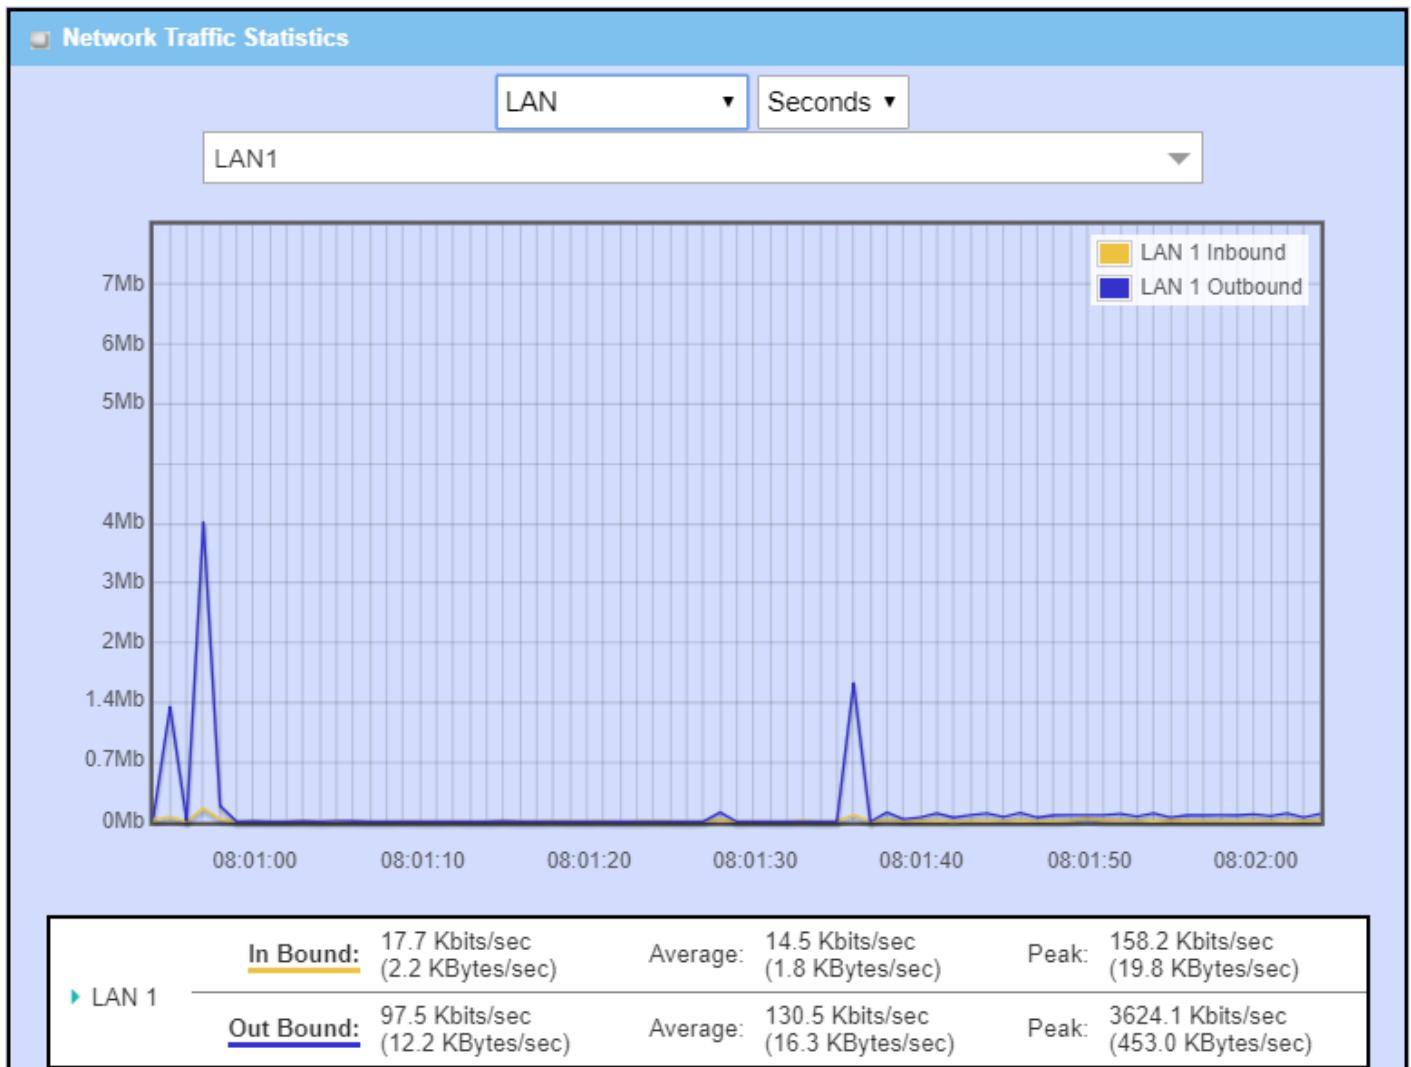 Network Traffic Statistics
LAN
Seconds
LAN1
LAN 1 Inbound
LAN 1 Outbound
7Mb
6Mb
5Mb
4Mb
3Mb
2Mb
1.4Mb
0.7Mb
0Mb
08:01:00 08:01:10 08:01:20 08:01:30 08:01:40 08:01:50 08:02:00
LAN 1
In Bound: 17.7 Kbits/sec Average: 14.5 Kbits/sec Peak: 158.2 Kbits/sec
(2.2 KBytes/sec) (1.8 KBytes/sec) (19.8 KBytes/sec)
Out Bound: 97.5 Kbits/sec Average: 130.5 Kbits/sec Peak: 3624.1 Kbits/sec
(12.2 KBytes/sec) (16.3 KBytes/sec) (453.0 KBytes/sec)